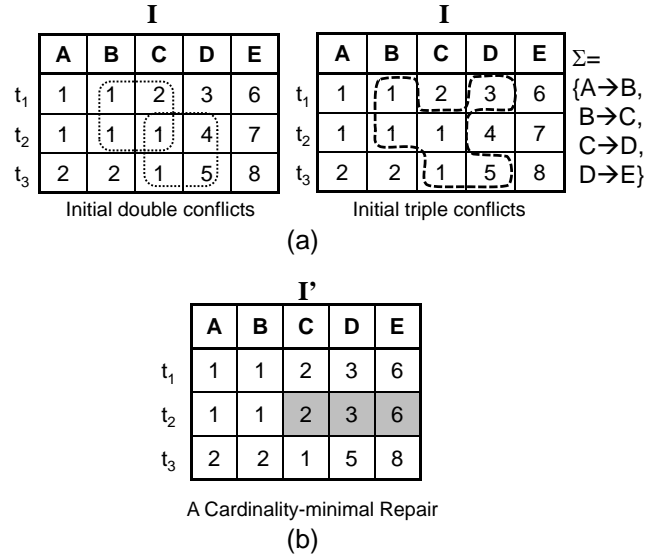 I I
A B C D E A B C D E Σ=
t1 1 1 2 3 6 1 1 2 3 6 {A→B,
t2 1 1 1 4 7 1 1 1 4 7 B→C,
C→D,
t3 2 2 1 5 8 2 2 1 5 8 D→E}
Initial double conflicts Initial triple conflicts
(a)
I’
A B C D E
t1 1 1 2 3 6
t2 1 1 2 3 6
t3 2 2 1 5 8
A Cardinality-minimal Repair
(b)